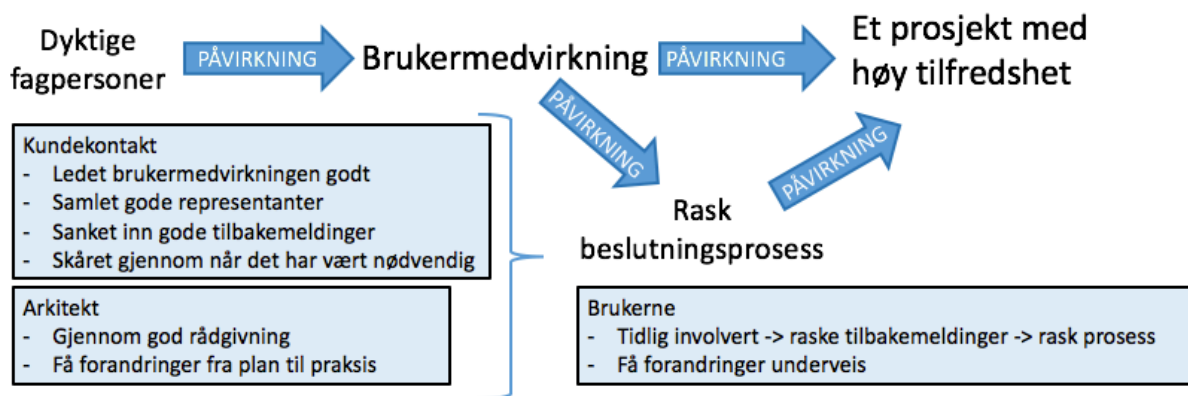 Dyktige
fagpersoner
PÅVIRKNING
Brukermedvirkning
PÅVIRKNING
Et prosjekt med
høy tilfredshet
PÅVIRKNING
PÅVIRKNING
Rask
beslutningsprosess
Kundekontakt
- Ledet brukermedvirkningen godt
- Samlet gode representanter
- Sanket inn gode tilbakemeldinger
- Skåret gjennom når det har vært nødvendig
Arkitekt
- Gjennom god rådgivning
- Få forandringer fra plan til praksis
Brukerne
- Tidlig involvert -> raske tilbakemeldinger -> rask prosess
- Få forandringer underveis